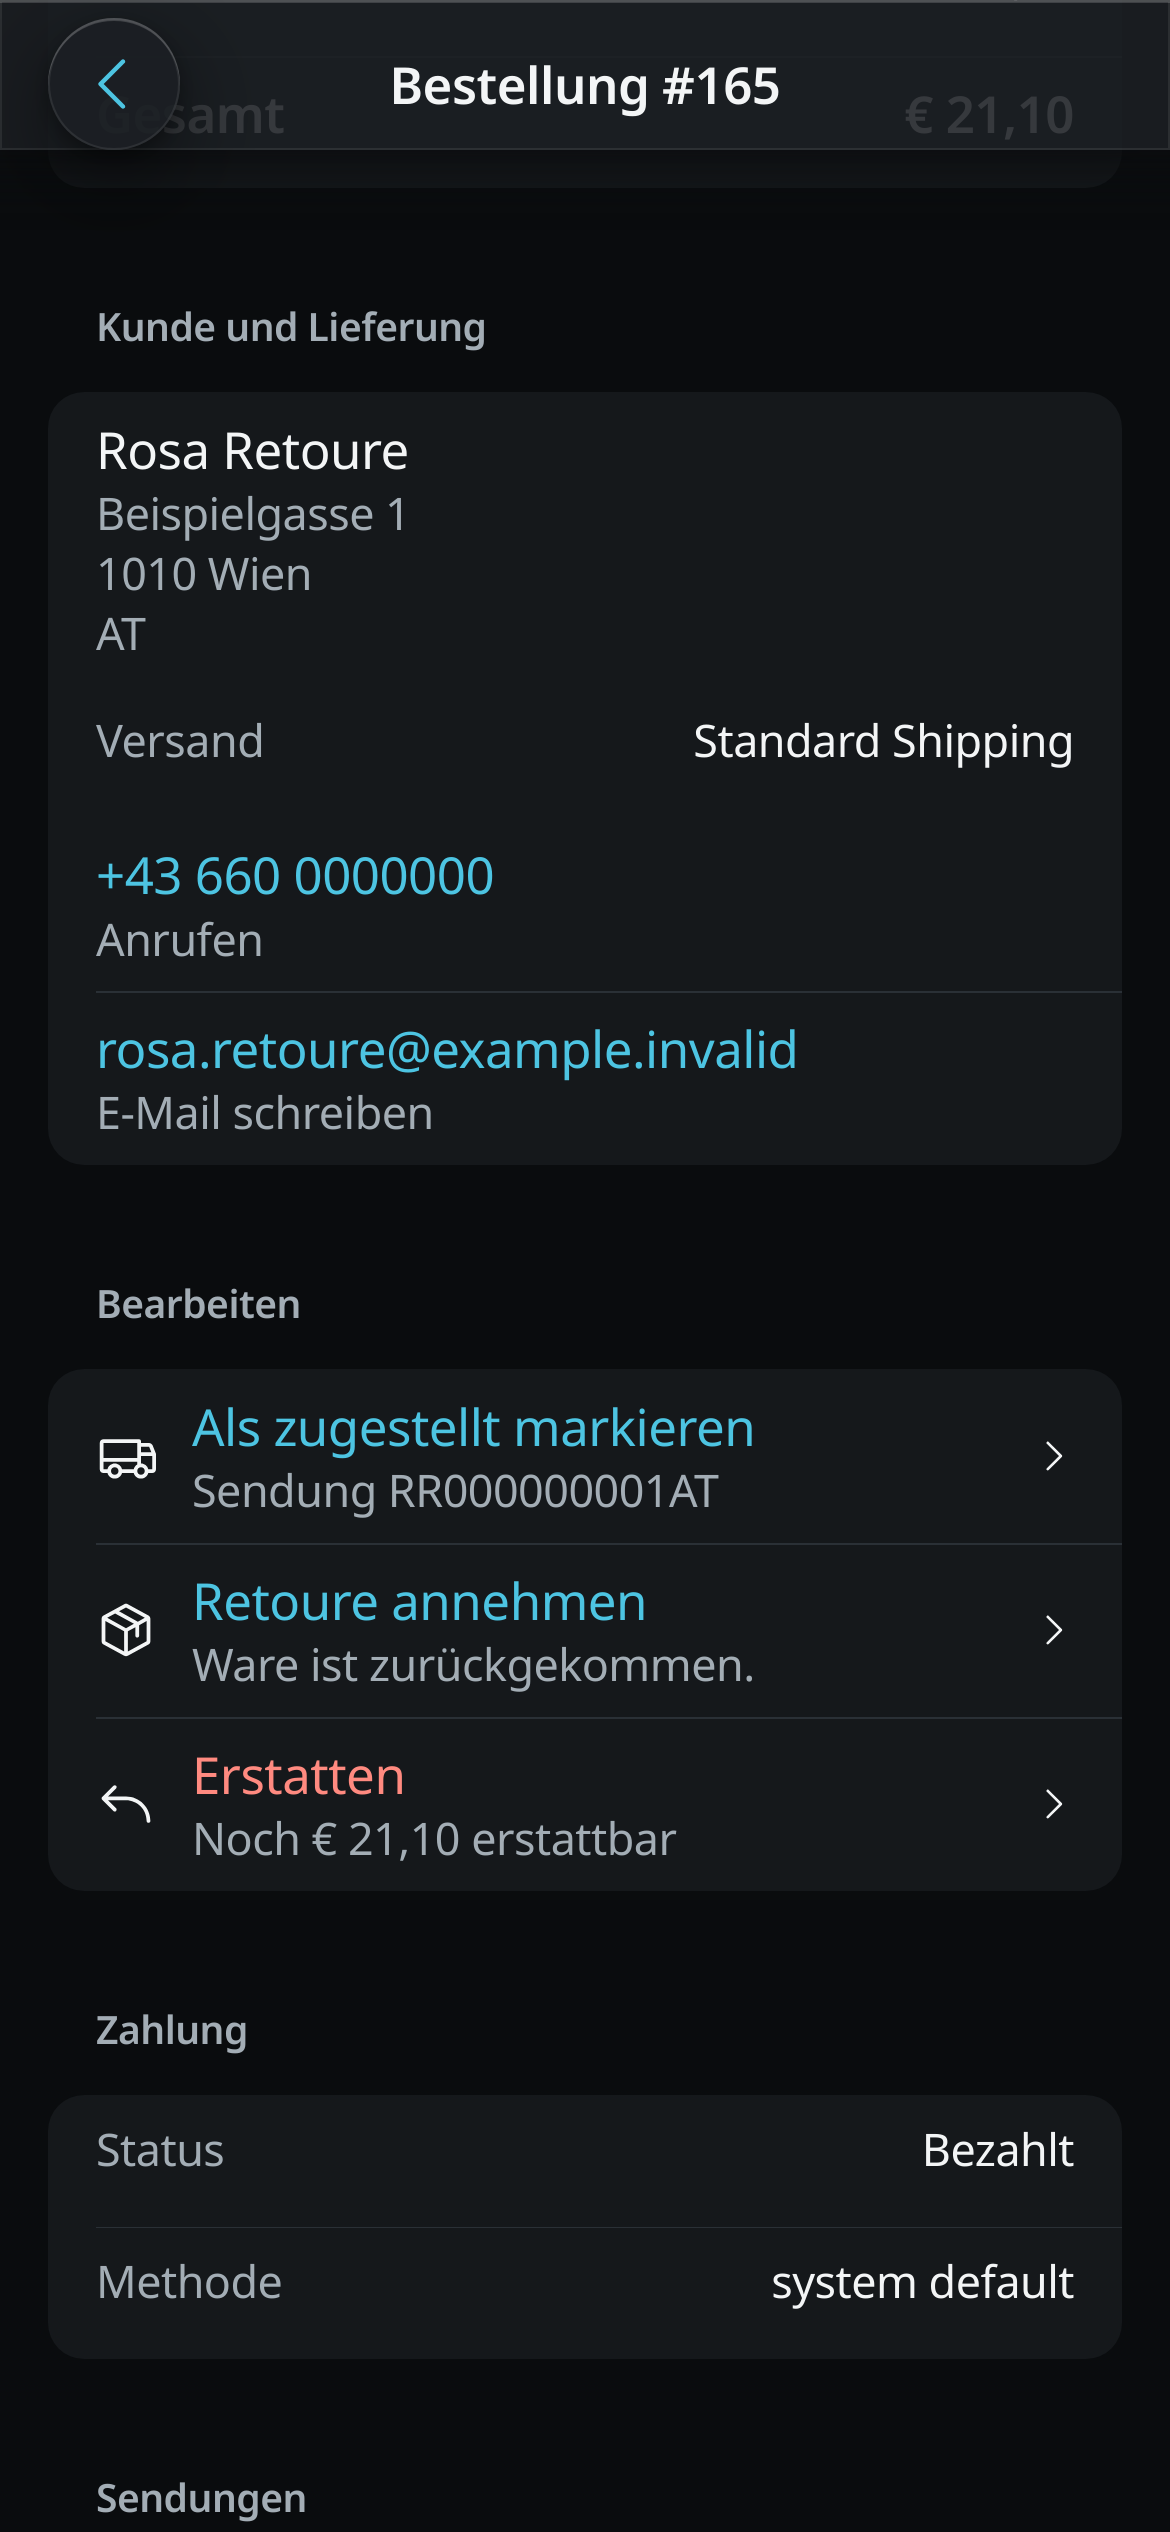 Bestellung #165
Gesamt € 21,10
Kunde und Lieferung
Rosa Retoure
Beispielgasse 1
1010 Wien
AT
Versand Standard Shipping
+43 660 0000000
Anrufen
rosa.retoure@example.invalid
E-Mail schreiben
Bearbeiten
Als zugestellt markieren
Sendung RR000000001AT
Retoure annehmen
Ware ist zurückgekommen.
Erstatten
Noch € 21,10 erstattbar
Zahlung
Status Bezahlt
Methode system default
Sendungen